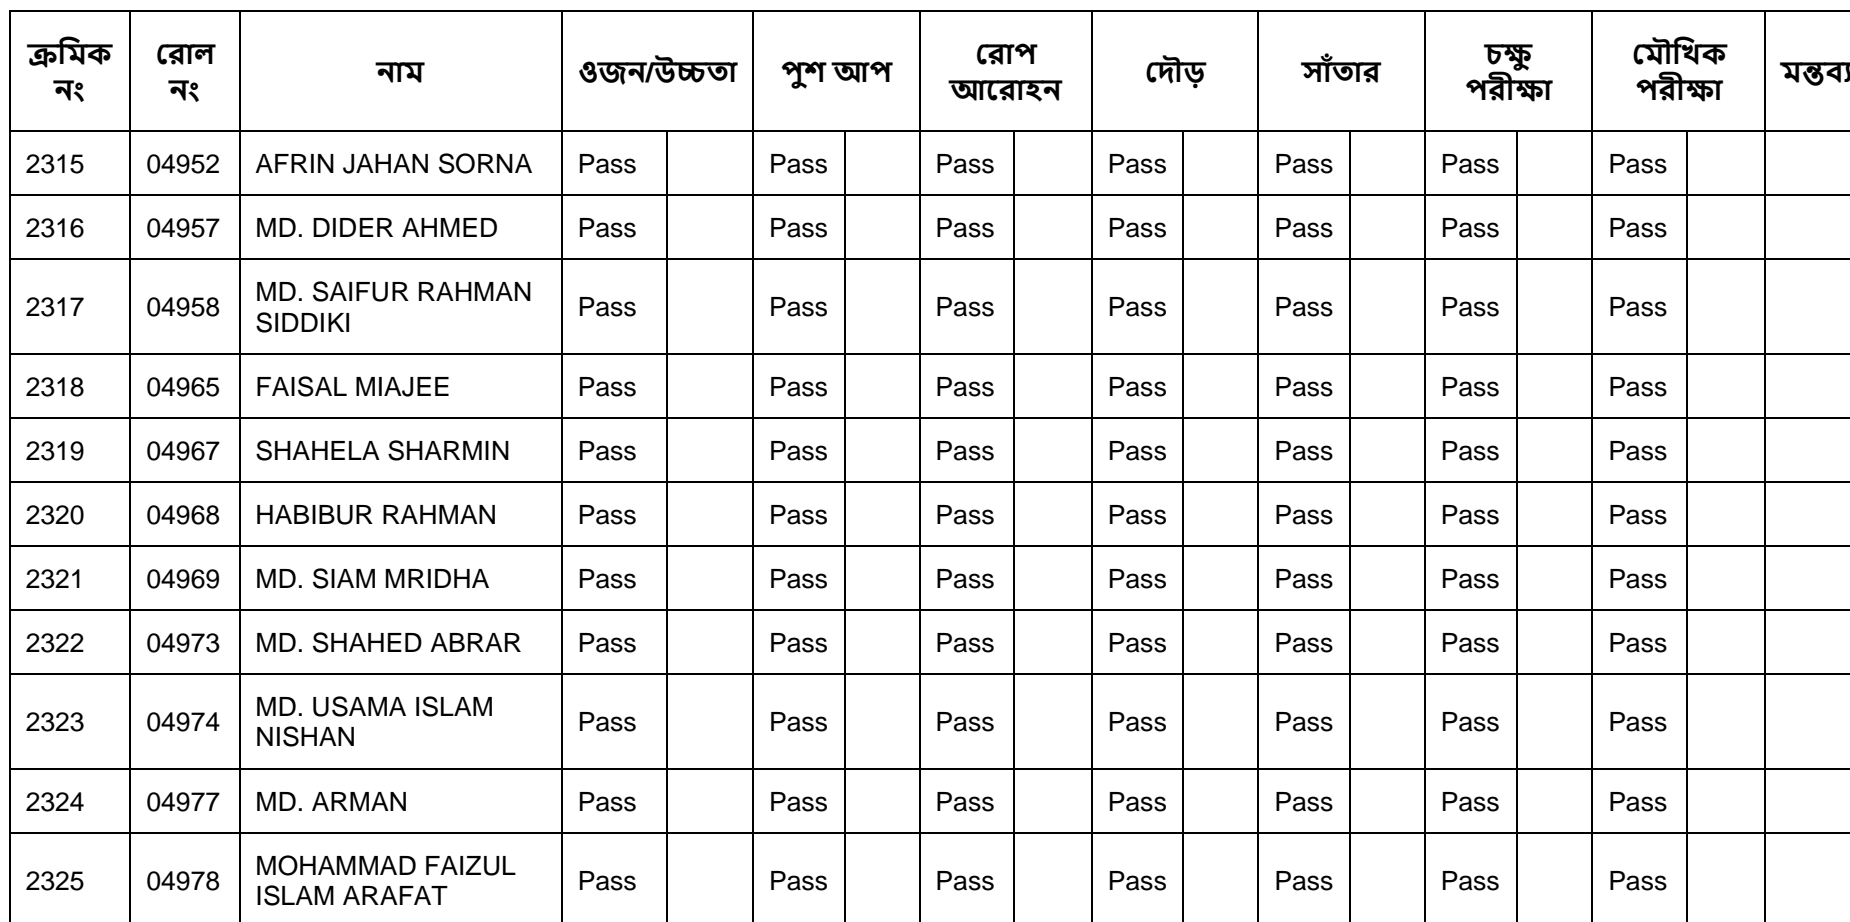 ক্রমিক নং রোল নং নাম ওজন/উচ্চতা পুশ আপ রোপ আরোহন দৌড় সাঁতার চক্ষু পরীক্ষা মৌখিক পরীক্ষা মন্তব্য
2315 04952 AFRIN JAHAN SORNA Pass Pass Pass Pass Pass Pass Pass
2316 04957 MD. DIDER AHMED Pass Pass Pass Pass Pass Pass Pass
2317 04958 MD. SAIFUR RAHMAN SIDDIKI Pass Pass Pass Pass Pass Pass Pass
2318 04965 FAISAL MIAJEE Pass Pass Pass Pass Pass Pass Pass
2319 04967 SHAHELA SHARMIN Pass Pass Pass Pass Pass Pass Pass
2320 04968 HABIBUR RAHMAN Pass Pass Pass Pass Pass Pass Pass
2321 04969 MD. SIAM MRIDHA Pass Pass Pass Pass Pass Pass Pass
2322 04973 MD. SHAHED ABRAR Pass Pass Pass Pass Pass Pass Pass
2323 04974 MD. USAMA ISLAM NISHAN Pass Pass Pass Pass Pass Pass Pass
2324 04977 MD. ARMAN Pass Pass Pass Pass Pass Pass Pass
2325 04978 MOHAMMAD FAIZUL ISLAM ARAFAT Pass Pass Pass Pass Pass Pass Pass